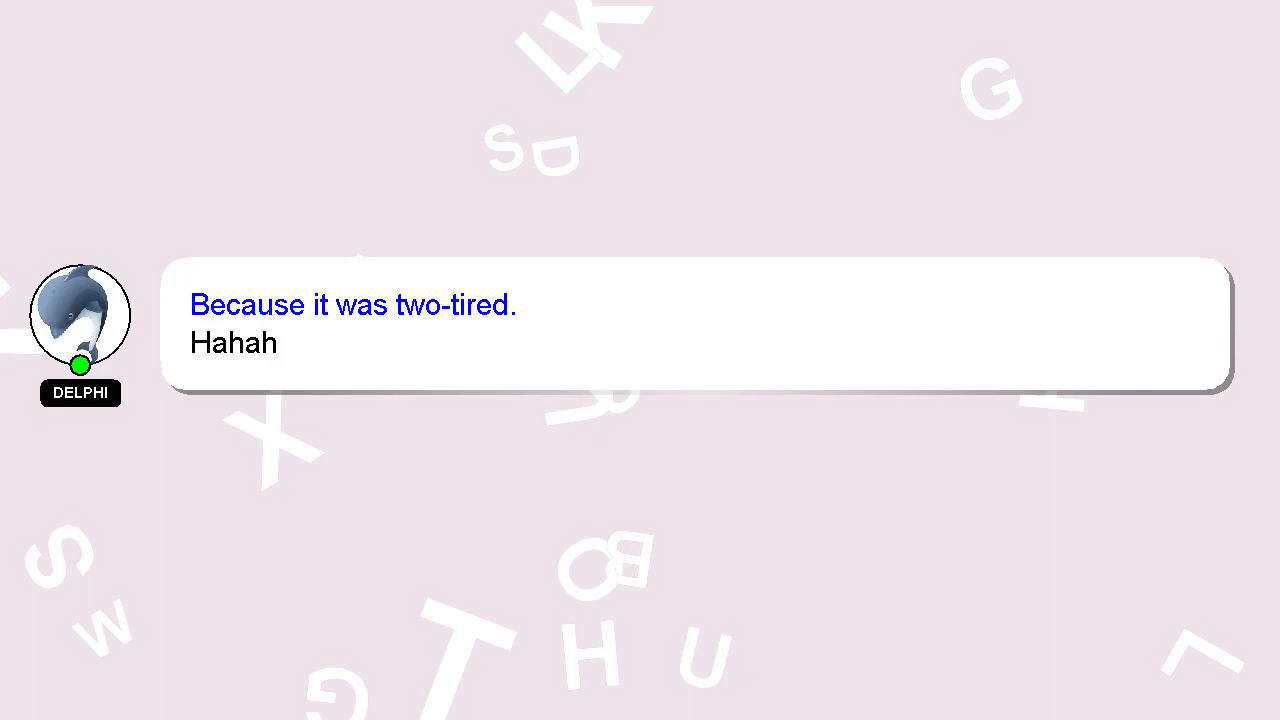 Because it was two-tired.
Hahah
DELPHI
L
K
G
S
D
X
S
W
C
B
T
H
U
G
L